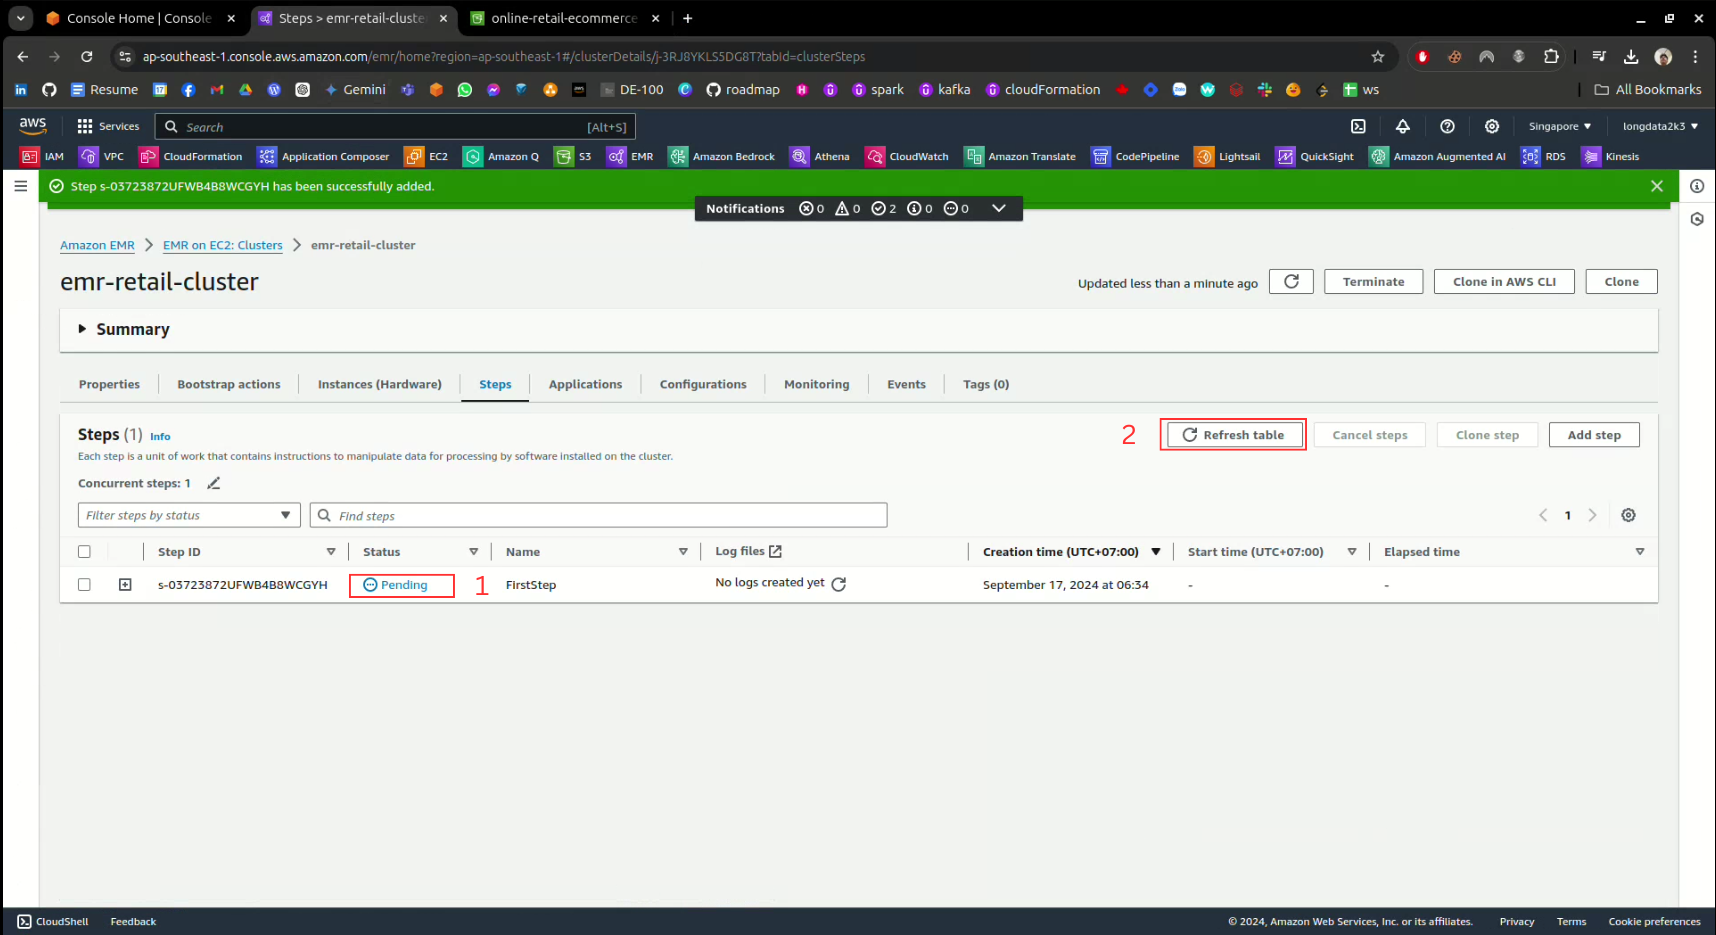 Console Home | Console
Steps > emr-retail-cluste
online-retail-ecommerce
ap-southeast-1.console.aws.amazon.com/emr/home?region=ap-southeast-1#/clusterDetails/j-3RJ8YKLS5DG8T?tabId=clusterSteps
Resume Gemini DE-100 roadmap spark kafka cloudFormation ws All Bookmarks
aws Services Search [Alt+S] Singapore longdata2k3
IAM VPC CloudFormation Application Composer EC2 Amazon Q S3 EMR Amazon Bedrock Athena CloudWatch Amazon Translate CodePipeline Lightsail QuickSight Amazon Augmented AI RDS Kinesis
Step s-03723872UFWB4B8WCGYH has been successfully added.
Notifications 0 0 2 0 0
Amazon EMR > EMR on EC2: Clusters > emr-retail-cluster
emr-retail-cluster
Updated less than a minute ago Terminate Clone in AWS CLI Clone
Summary
Properties Bootstrap actions Instances (Hardware) Steps Applications Configurations Monitoring Events Tags (0)
Steps (1) Info
2 Refresh table Cancel steps Clone step Add step
Each step is a unit of work that contains instructions to manipulate data for processing by software installed on the cluster.
Concurrent steps: 1
Filter steps by status Find steps 1
Step ID Status Name Log files Creation time (UTC+07:00) Start time (UTC+07:00) Elapsed time
s-03723872UFWB4B8WCGYH Pending 1 FirstStep No logs created yet September 17, 2024 at 06:34 - -
CloudShell Feedback © 2024, Amazon Web Services, Inc. or its affiliates. Privacy Terms Cookie preferences